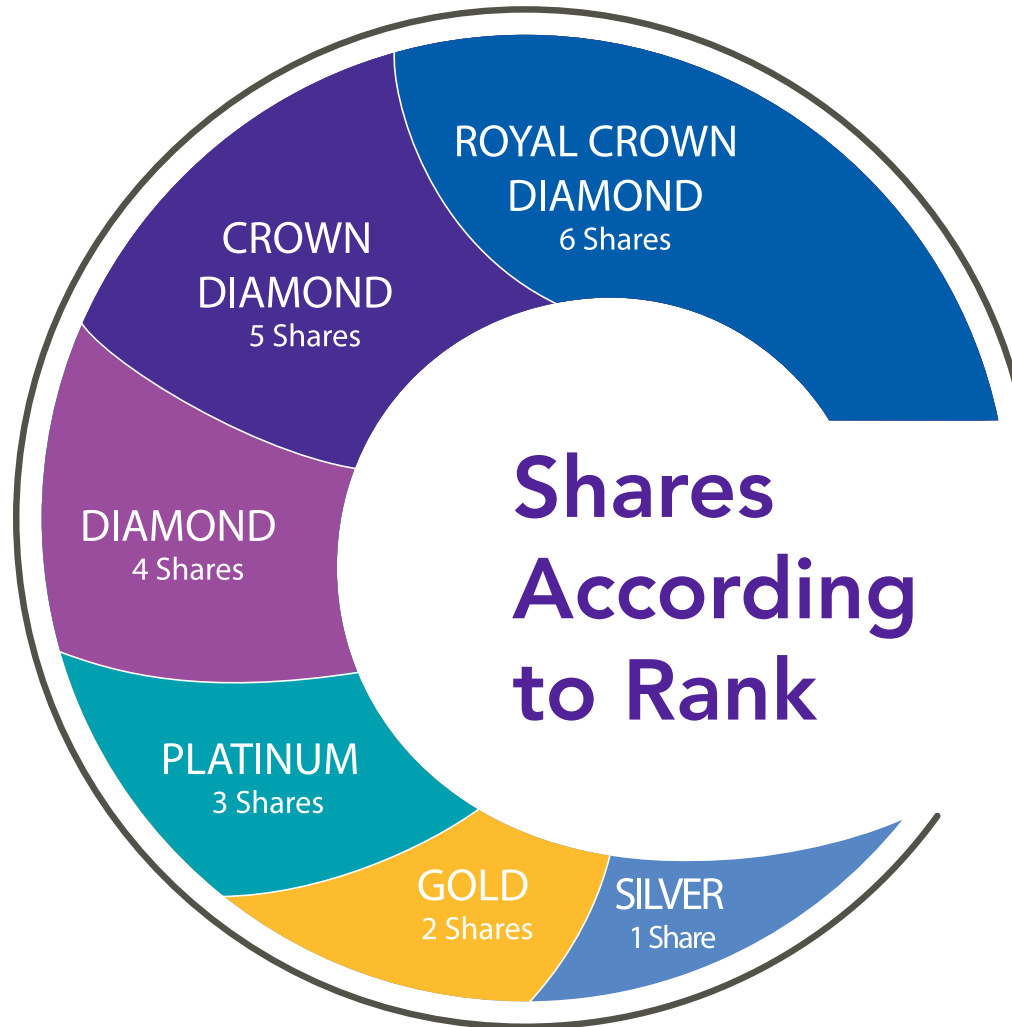 ROYAL CROWN
DIAMOND
6 Shares
CROWN
DIAMOND
5 Shares
DIAMOND
4 Shares
PLATINUM
3 Shares
GOLD
2 Shares
SILVER
1 Share
Shares
According
to Rank